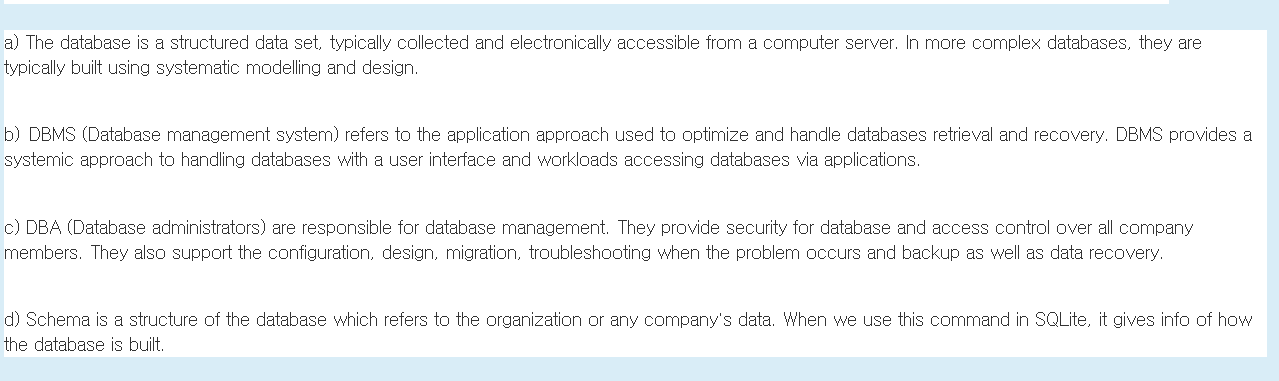 a) The database is a structured data set, typically collected and electronically accessible from a computer server. In more complex databases, they are
typically built using systematic modelling and design.
b) DBMS (Database management system) refers to the application approach used to optimize and handle databases retrieval and recovery. DBMS provides a
systemic approach to handling databases with a user interface and workloads accessing databases via applications.
c) DBA (Database administrators) are responsible for database management. They provide security for database and access control over all company
members. They also support the configuration, design, migration, troubleshooting when the problem occurs and backup as well as data recovery.
d) Schema is a structure of the database which refers to the organization or any company's data. When we use this command in SQLite, it gives info of how
the database is built.